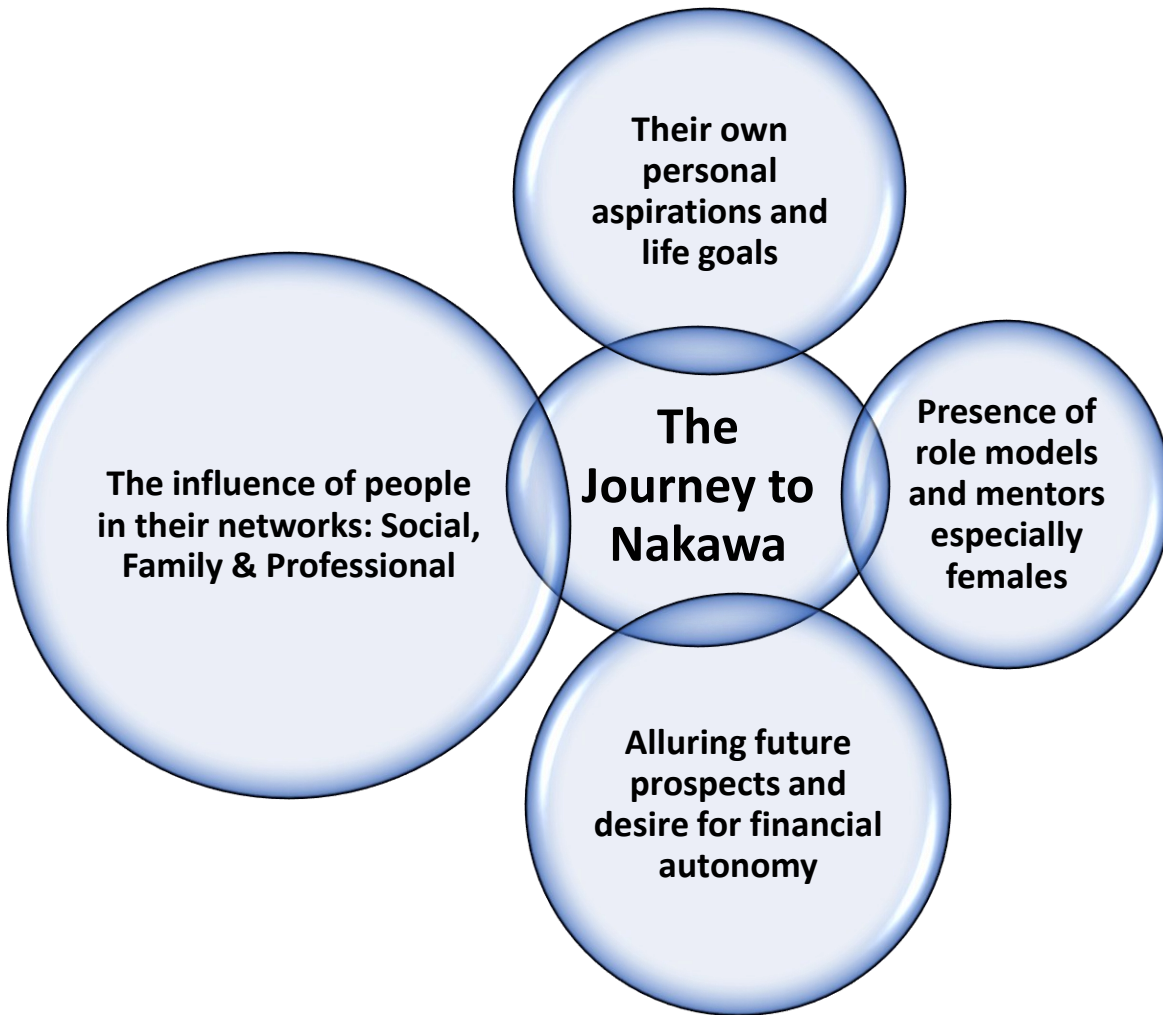 Their own
personal
aspirations and
life goals
The influence of people
in their networks: Social,
Family & Professional
The
Journey to
Nakawa
Presence of
role models
and mentors
especially
females
Alluring future
prospects and
desire for financial
autonomy